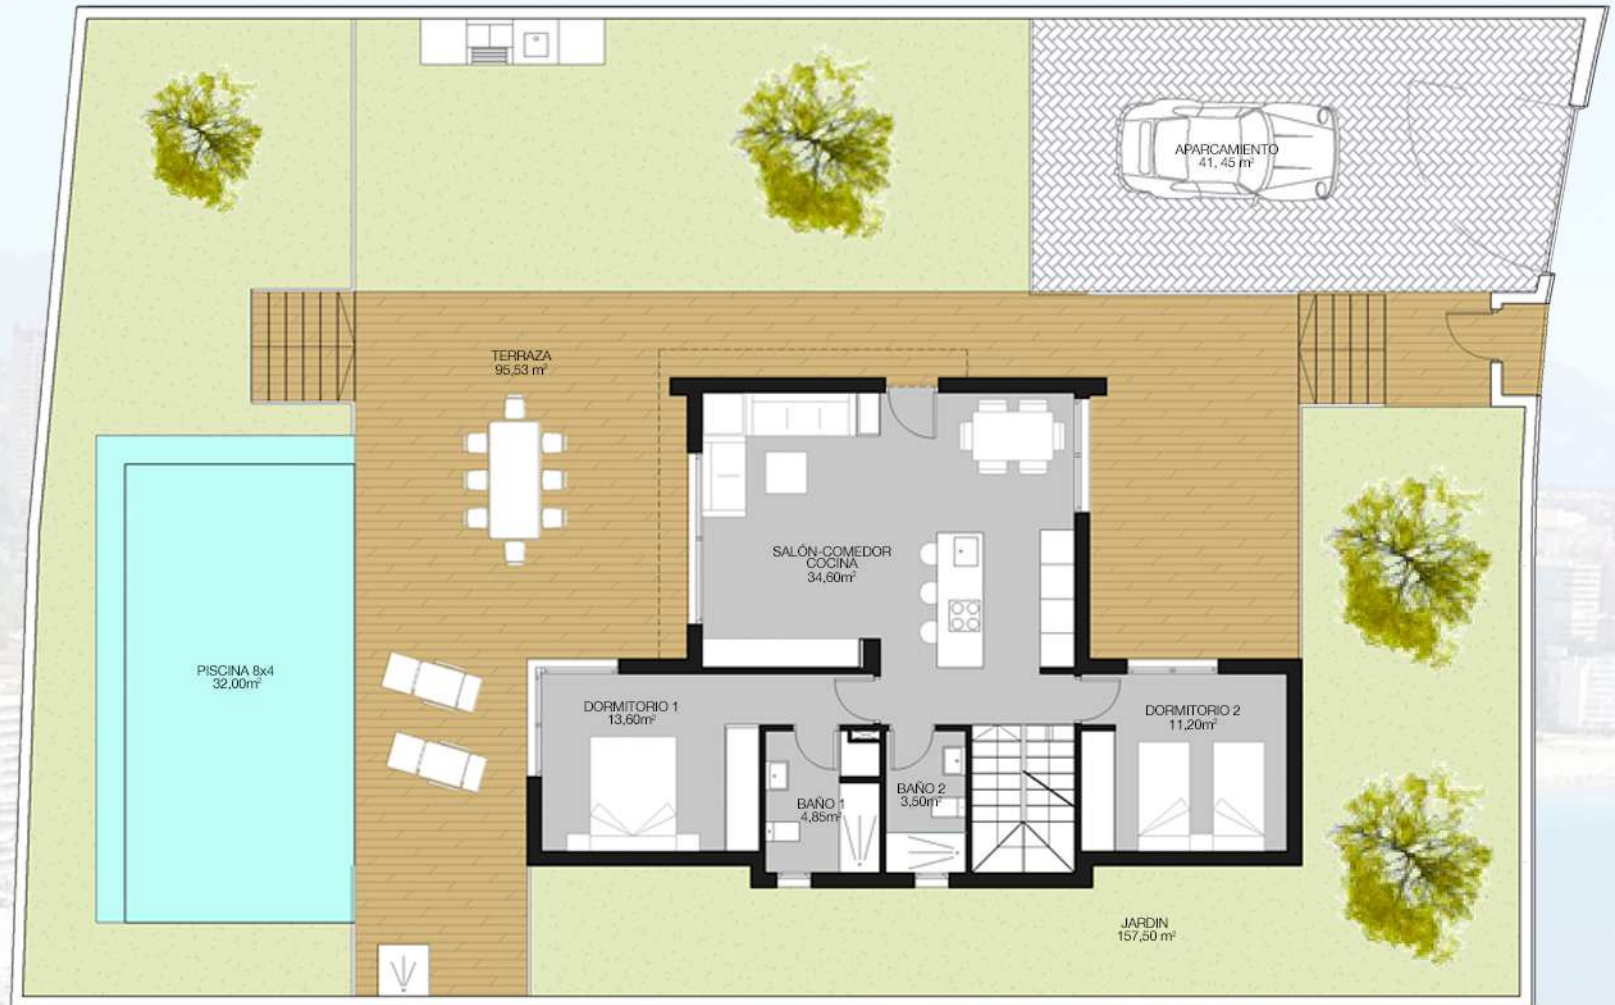 APARCAMIENTO
41, 45 m²
TERRAZA
95,53 m²
SALÓN-COMEDOR
COCINA
34,60m²
PISCINA 8x4
32,00m²
DORMITORIO 1
13,60m²
DORMITORIO 2
11,20m²
BAÑO 1
4,85m²
BAÑO 2
3,50m²
JARDIN
157,50 m²